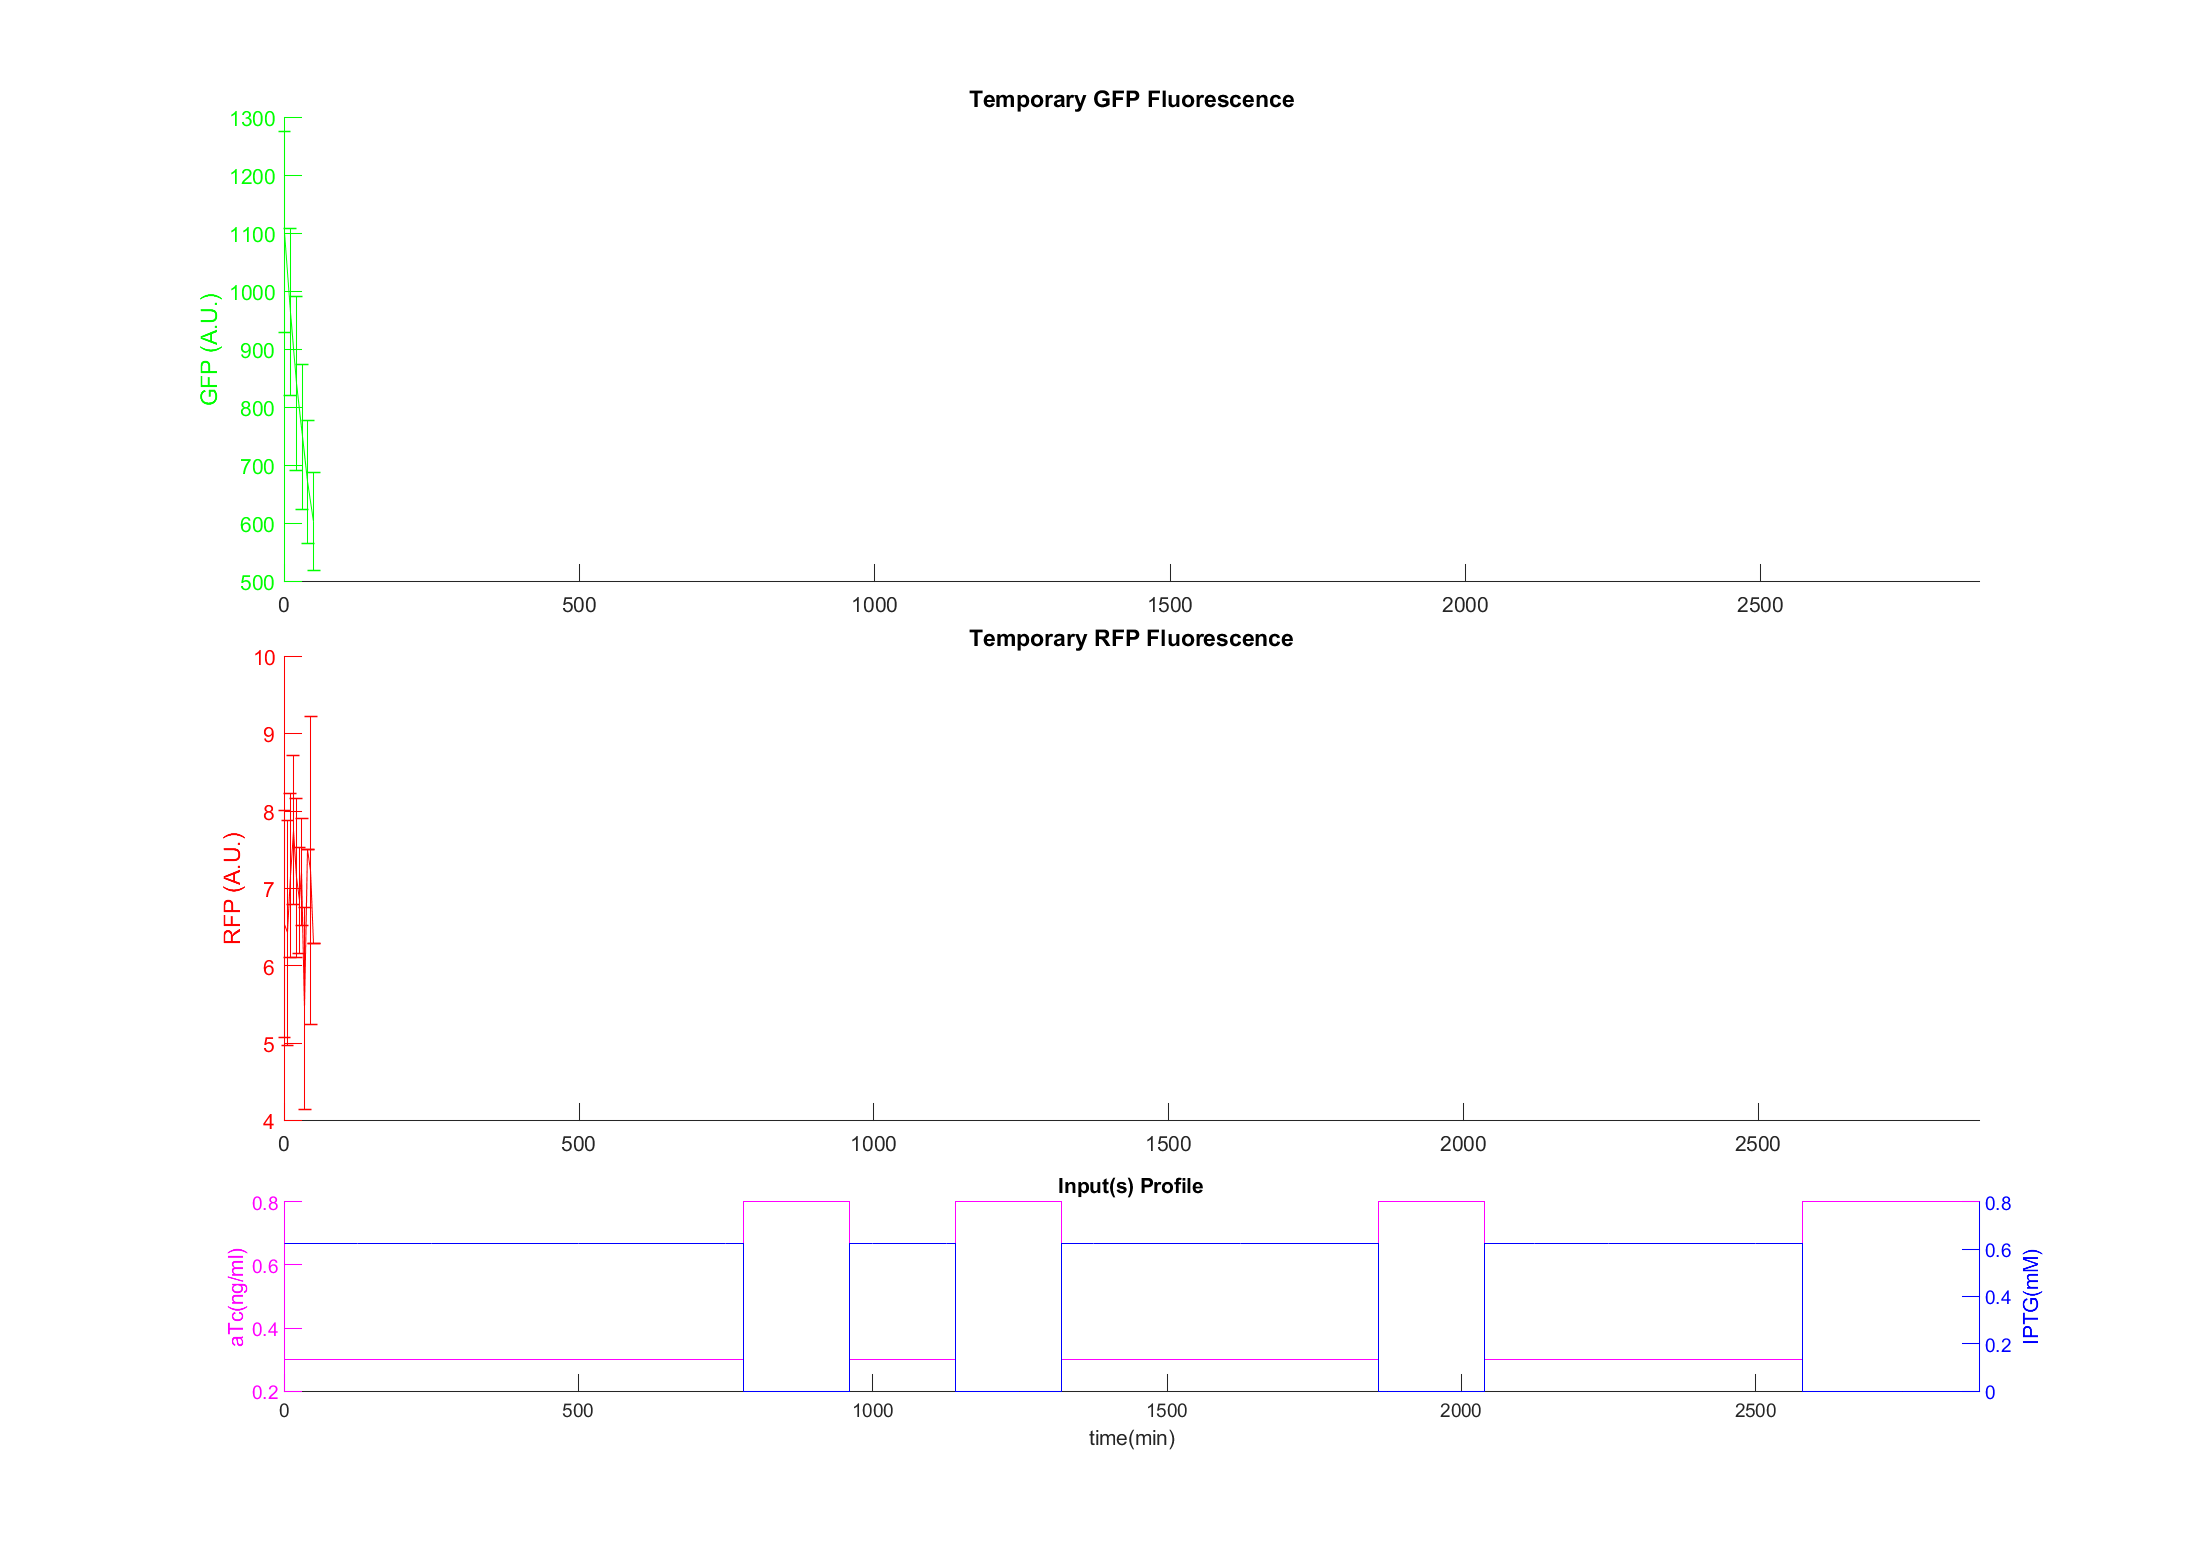 Temporary GFP Fluorescence
1300
1200
1100
1000
900
800
700
600
500
GFP (A.U.)
0 500 1000 1500 2000 2500
Temporary RFP Fluorescence
10
9
8
7
6
5
4
RFP (A.U.)
0 500 1000 1500 2000 2500
Input(s) Profile
0.8
0.6
0.4
0.2
aTc(ng/ml)
0.8
0.6
0.4
0.2
0
IPTG(mM)
0 500 1000 1500 2000 2500
time(min)